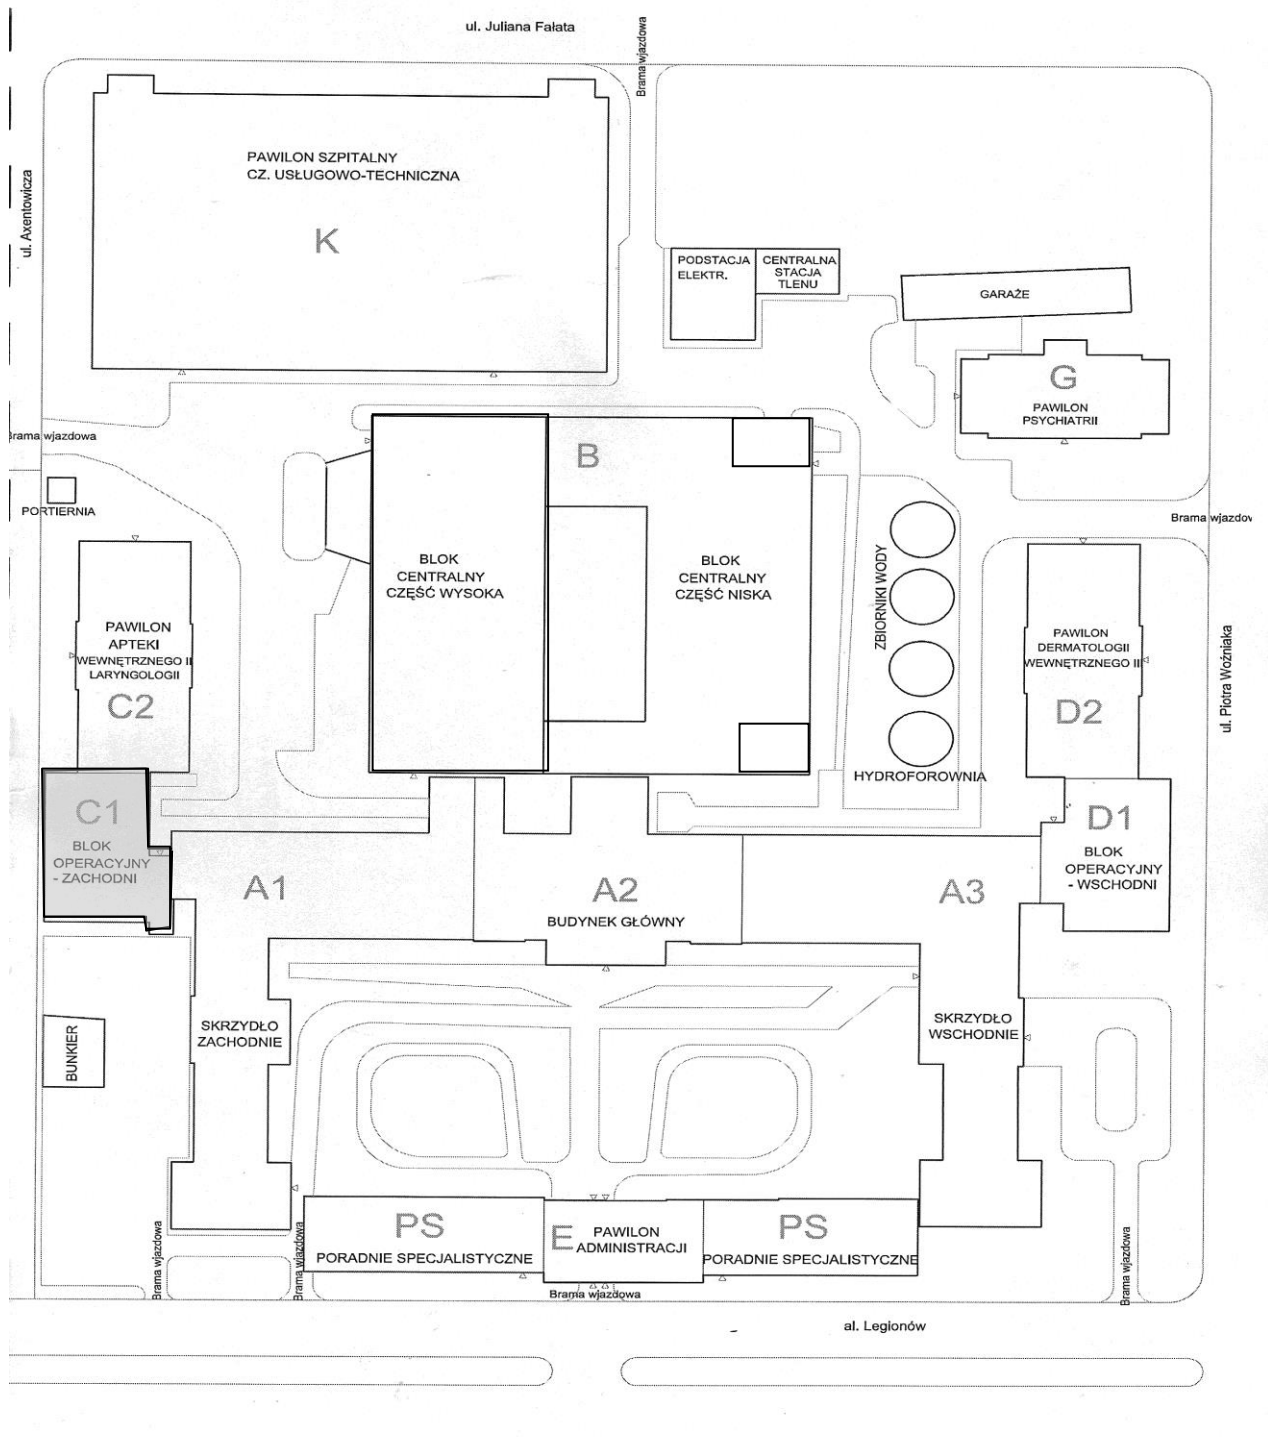 ul. Juliana Fałata
Brama wjazdowa
ul. Axentowicza
PAWILON SZPITALNY
CZ. USŁUGOWO-TECHNICZNA
K
PODSTACJA
ELEKTR.
CENTRALNA
STACJA
TLENU
GARAŻE
G
PAWILON
PSYCHIATRII
Brama wjazdowa
B
PORTIERNIA
Brama wjazdow
BLOK
CENTRALNY
CZĘŚĆ WYSOKA
BLOK
CENTRALNY
CZĘŚĆ NISKA
ZBIORNIKI WODY
PAWILON
APTEKI
WEWNĘTRZNEGO II
LARYNGOLOGII
C2
PAWILON
DERMATOLOGII
WEWNĘTRZNEGO II
D2
ul. Piotra Woźniaka
HYDROFOROWNIA
C1
BLOK
OPERACYJNY
- ZACHODNI
D1
BLOK
OPERACYJNY
- WSCHODNI
A1
A2
BUDYNEK GŁÓWNY
A3
SKRZYDŁO
ZACHODNIE
SKRZYDŁO
WSCHODNIE
BUNKIER
PS
PORADNIE SPECJALISTYCZNE
E
PAWILON
ADMINISTRACJI
PS
PORADNIE SPECJALISTYCZNE
Brama wjazdowa
Brama wjazdowa
Brama wjazdowa
Brama wjazdowa
al. Legionów